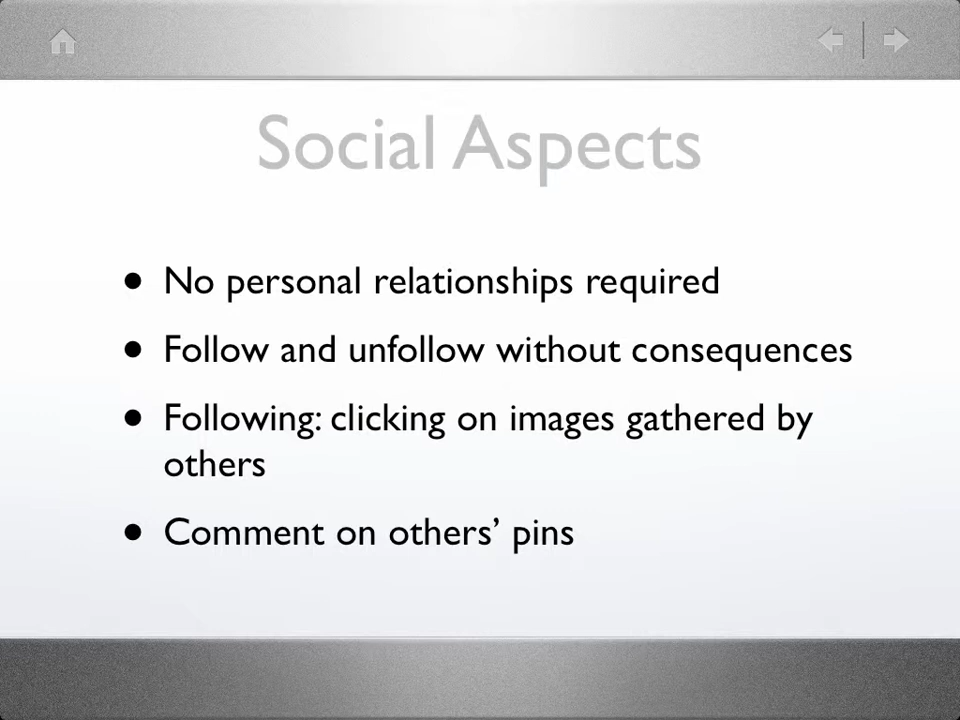 Social Aspects
• No personal relationships required
• Follow and unfollow without consequences
• Following: clicking on images gathered by
others
• Comment on others’ pins